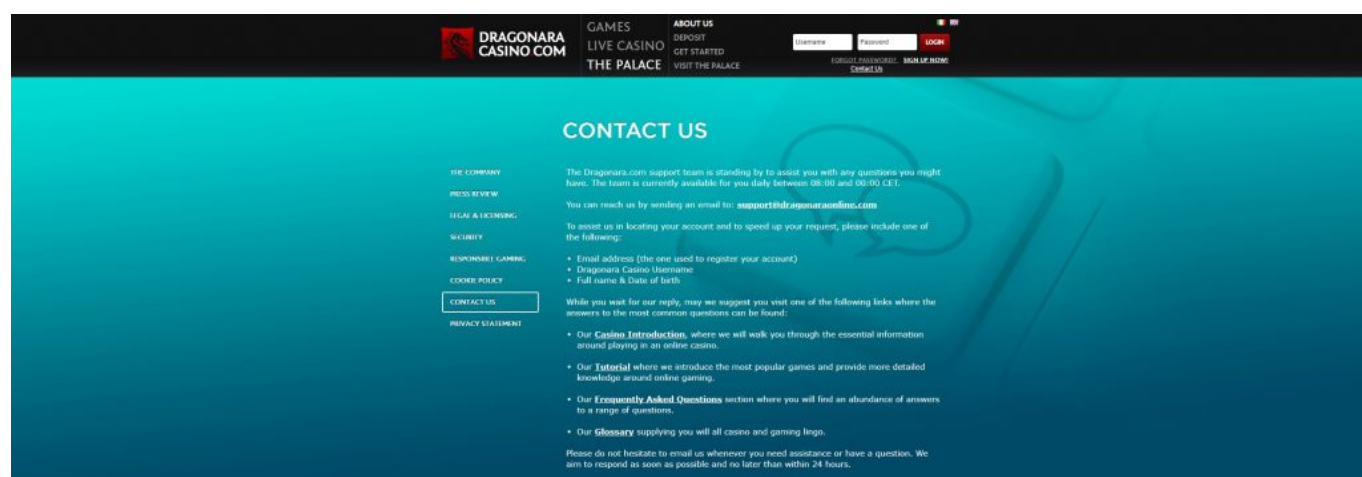 DRAGONARA
CASINO COM
GAMES
LIVE CASINO
THE PALACE
ABOUT US
DEPOSIT
GET STARTED
VISIT THE PALACE
Username
Password
LOGIN
FORGOT PASSWORD?
SIGN UP NOW!
Contact Us
CONTACT US
THE COMPANY
PRESS REVIEW
LEGAL & LICENSING
SECURITY
RESPONSIBLE GAMING
COOKIE POLICY
CONTACT US
PRIVACY STATEMENT
The Dragonara.com support team is standing by to assist you with any questions you might
have. The team is currently available for you daily between 08:00 and 00:00 CET.
You can reach us by sending an email to: support@dragonaraonline.com
To assist us in locating your account and to speed up your request, please include one of
the following:
• Email address (the one used to register your account)
• Dragonara Casino Username
• Full name & Date of birth
While you wait for our reply, may we suggest you visit one of the following links where the
answers to the most common questions can be found:
• Our Casino Introduction, where we will walk you through the essential information
around playing in an online casino.
• Our Tutorial where we introduce the most popular games and provide more detailed
knowledge around online gaming.
• Our Frequently Asked Questions section where you will find an abundance of answers
to a range of questions.
• Our Glossary supplying you will all casino and gaming lingo.
Please do not hesitate to email us whenever you need assistance or have a question. We
aim to respond as soon as possible and no later than within 24 hours.